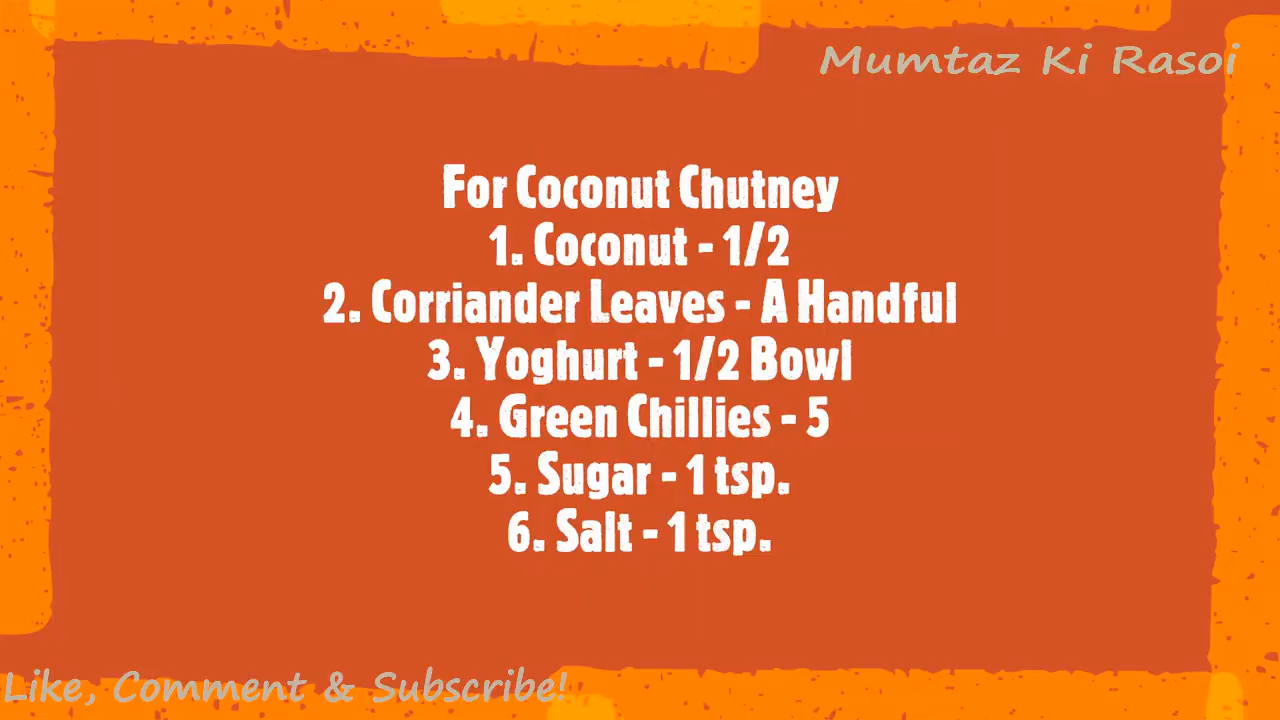 Mumtaz Ki Rasoi
For Coconut Chutney
1. Coconut - 1/2
2. Corriander Leaves - A Handful
3. Yoghurt - 1/2 Bowl
4. Green Chillies - 5
5. Sugar - 1 tsp.
6. Salt - 1 tsp.
Like, Comment & Subscribe!